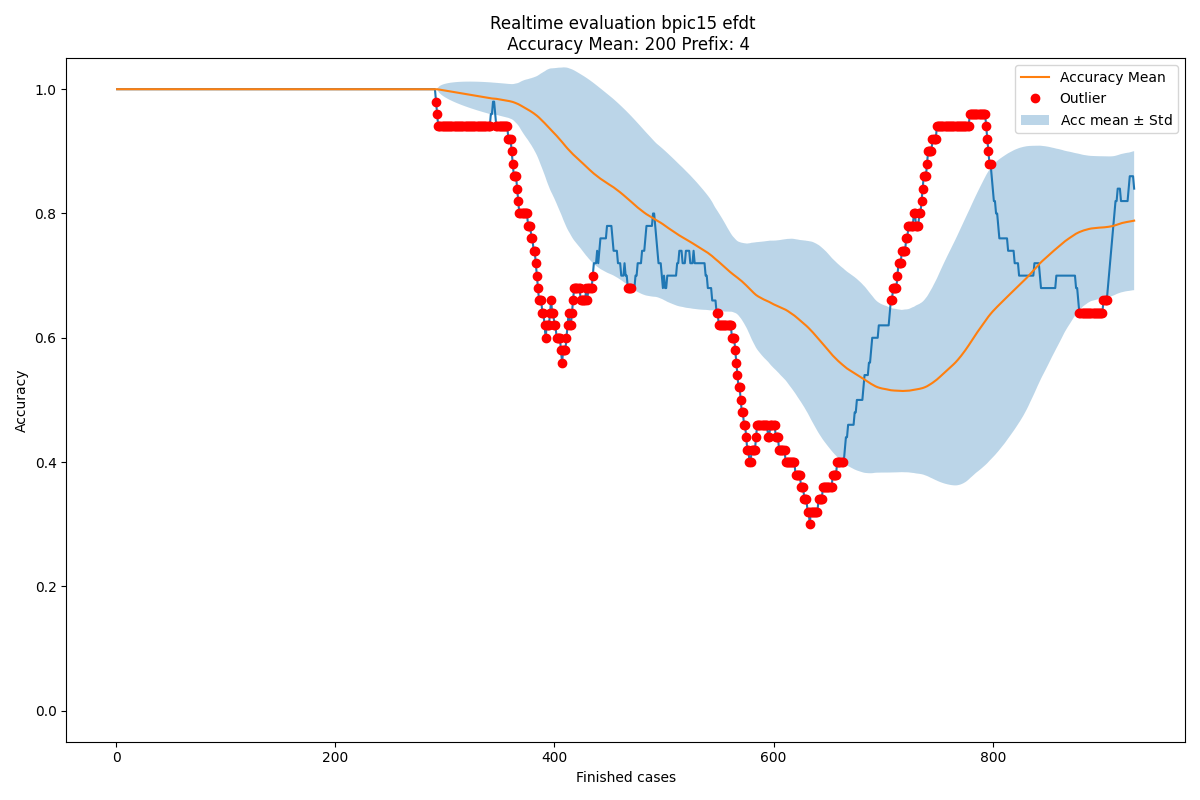 Realtime evaluation bpic15 efdt
Accuracy Mean: 200 Prefix: 4
Accuracy Mean
Outlier
Acc mean ± Std
1.0
0.8
0.6
0.4
0.2
0.0
Accuracy
0
200
400
600
800
Finished cases